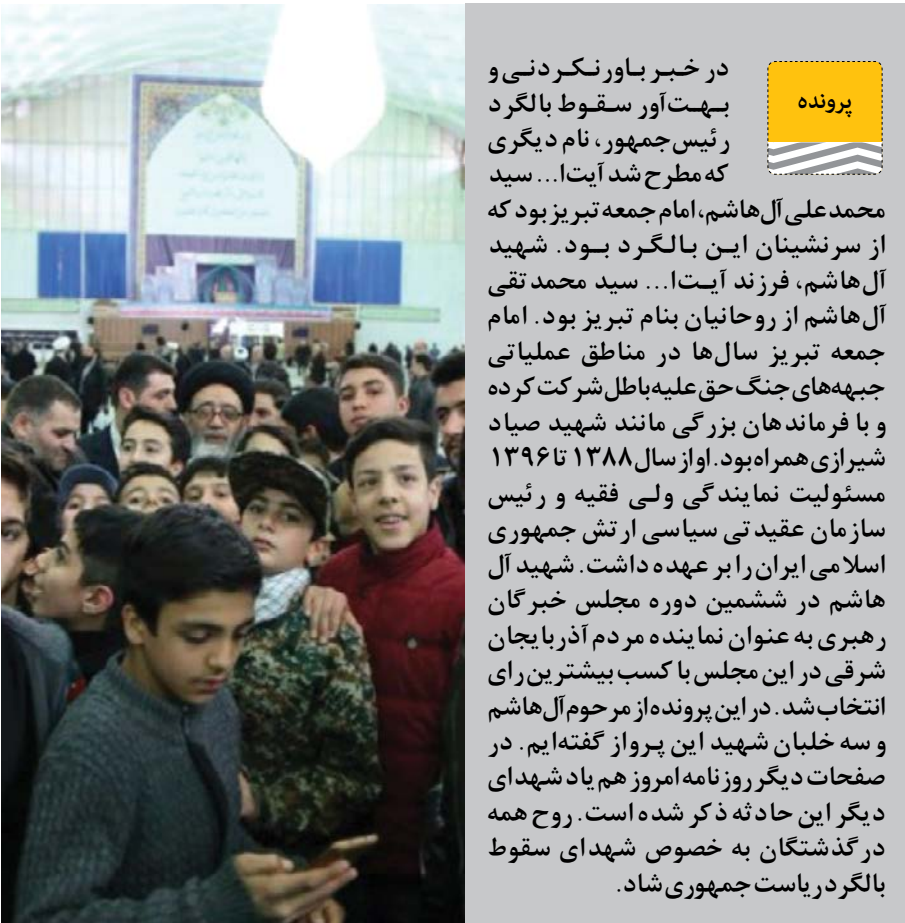 پرونده
در خبر باورنکردنی و
بهت‌آور سقوط بالگرد
رئیس‌جمهور، نام دیگری
که مطرح شد آیت‌ا... سید
محمدعلی آل‌هاشم، امام جمعه تبریز بود که
از سرنشینان این بالگرد بود. شهید
آل‌هاشم، فرزند آیت‌ا... سید محمد تقی
آل‌هاشم از روحانیان بنام تبریز بود. امام
جمعه تبریز سال‌ها در مناطق عملیاتی
جبهه‌های جنگ حق علیه باطل شرکت کرده
و با فرماندهان بزرگی مانند شهید صیاد
شیرازی همراه بود. او از سال ۱۳۸۸ تا ۱۳۹۶
مسئولیت نمایندگی ولی فقیه و رئیس
سازمان عقیدتی سیاسی ارتش جمهوری
اسلامی ایران را بر عهده داشت. شهید آل
هاشم در ششمین دوره مجلس خبرگان
رهبری به عنوان نماینده مردم آذربایجان
شرقی در این مجلس با کسب بیشترین رای
انتخاب شد. در این پرونده از مرحوم آل‌هاشم
و سه خلبان شهید این پرواز گفته‌ایم. در
صفحات دیگر روزنامه امروز هم یاد شهدای
دیگر این حادثه ذکر شده است. روح همه
درگذشتگان به خصوص شهدای سقوط
بالگرد ریاست جمهوری شاد.